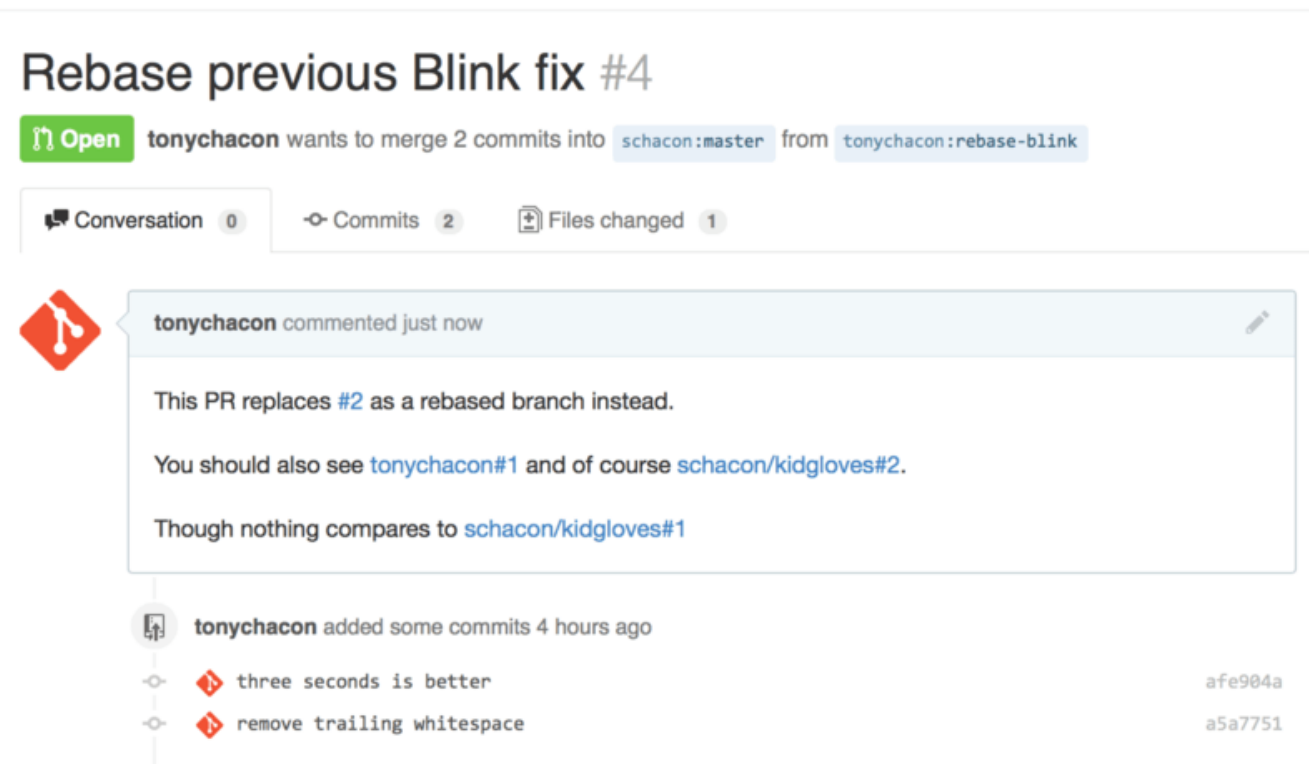 Rebase previous Blink fix #4
Open tonychacon wants to merge 2 commits into schacon:master from tonychacon:rebase-blink
Conversation 0 Commits 2 Files changed 1
tonychacon commented just now
This PR replaces #2 as a rebased branch instead.
You should also see tonychacon#1 and of course schacon/kidgloves#2.
Though nothing compares to schacon/kidgloves#1
tonychacon added some commits 4 hours ago
three seconds is better afe904a
remove trailing whitespace a5a7751